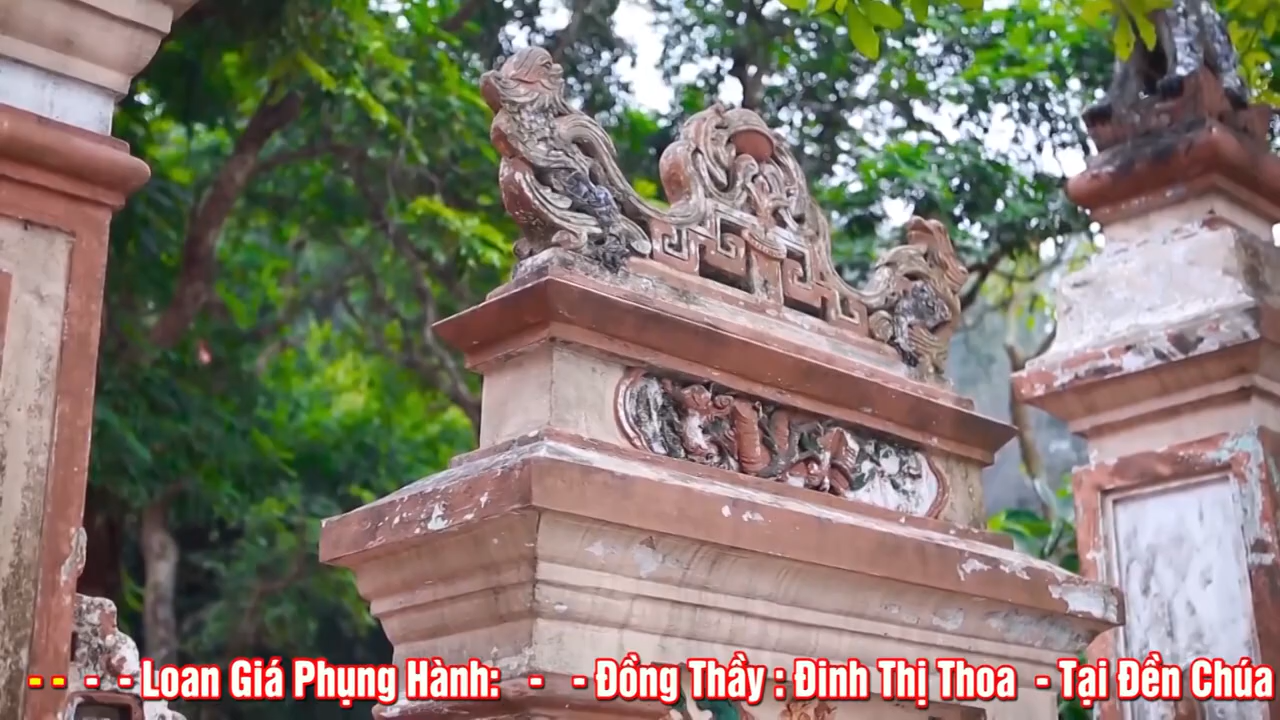 - - - - Loan Giá Phụng Hành: - - Đồng Thầy : Đinh Thị Thoa - Tại Đền Chúa